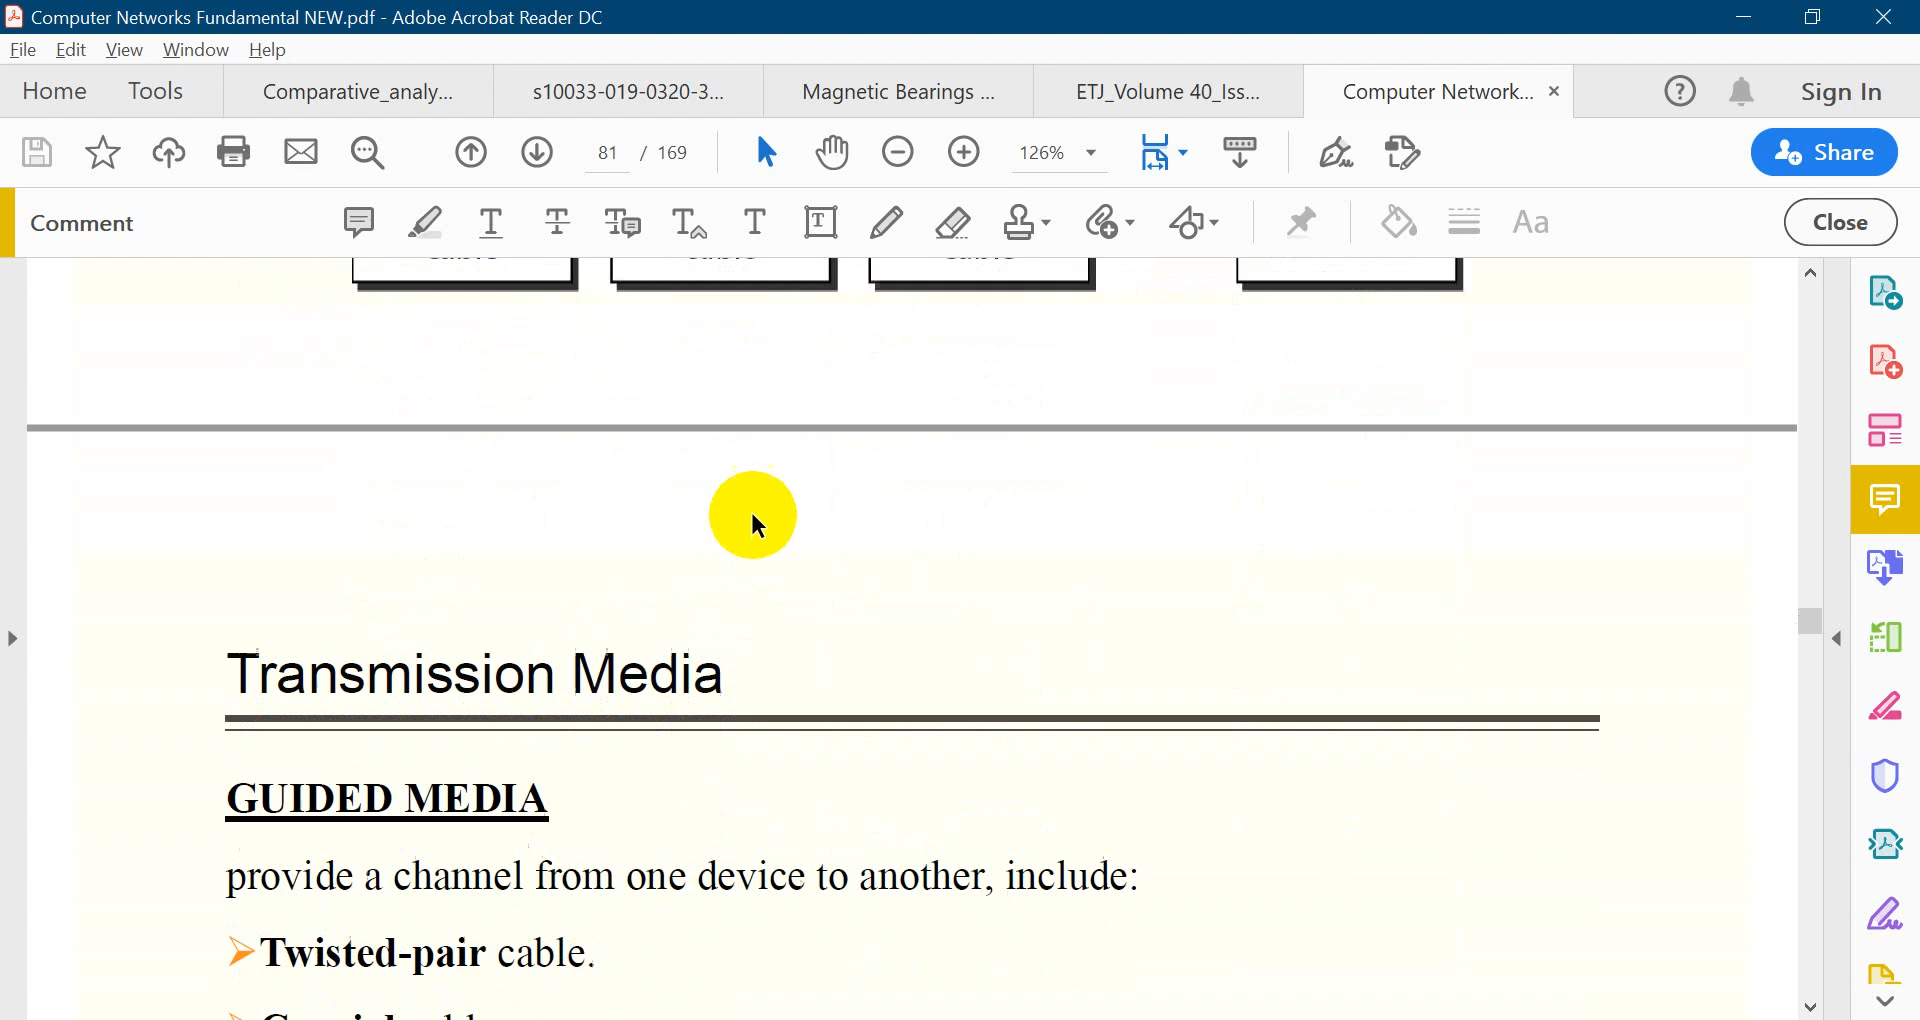 Computer Networks Fundamental NEW.pdf - Adobe Acrobat Reader DC
File Edit View Window Help
Home Tools Comparative_analy... s10033-019-0320-3... Magnetic Bearings ... ETJ_Volume 40_Iss... Computer Network... × ? Sign In
81 / 169 126% Share
Comment T T T T T T Aa Close
Transmission Media
GUIDED MEDIA
provide a channel from one device to another, include:
Twisted-pair cable.